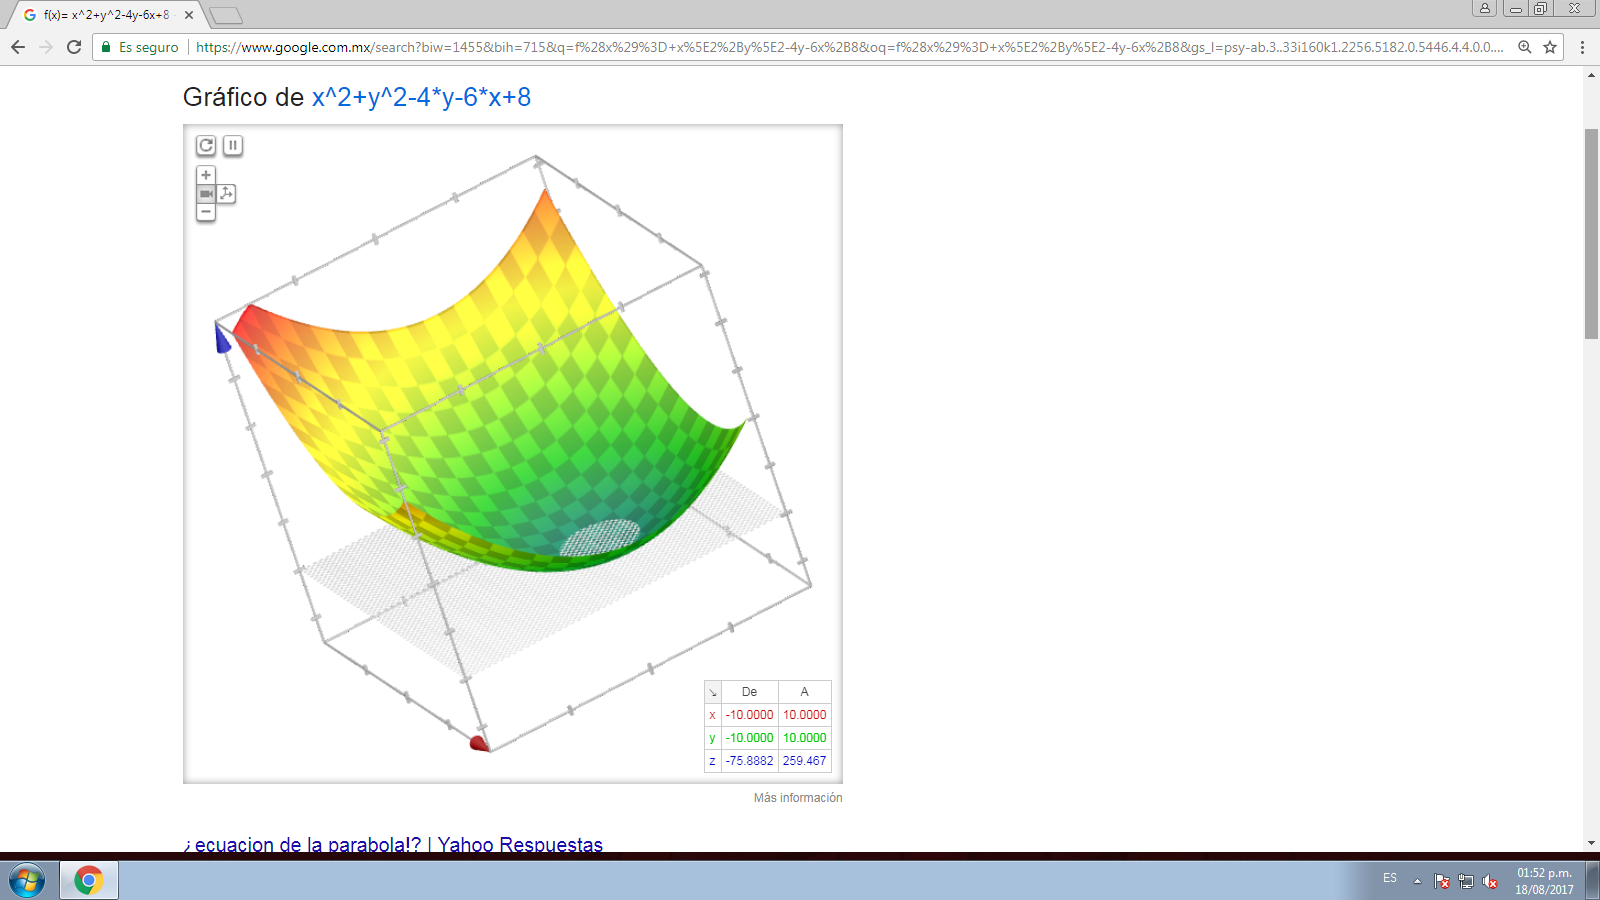 f(x)= x^2+y^2-4y-6x+8 -
Es seguro
https://www.google.com.mx/search?biw=1455&bih=715&q=f%28x%29%3D+x%5E2%2By%5E2-4y-6x%2B8&oq=f%28x%29%3D+x%5E2%2By%5E2-4y-6x%2B8&gs_l=psy-ab.3..33i160k1.2256.5182.0.5446.4.4.0.0....
Gráfico de x^2+y^2-4*y-6*x+8
De A
x -10.0000 10.0000
y -10.0000 10.0000
z -75.8882 259.467
Más información
¿ecuacion de la parabola!? | Yahoo Respuestas
ES
01:52 p.m.
18/08/2017